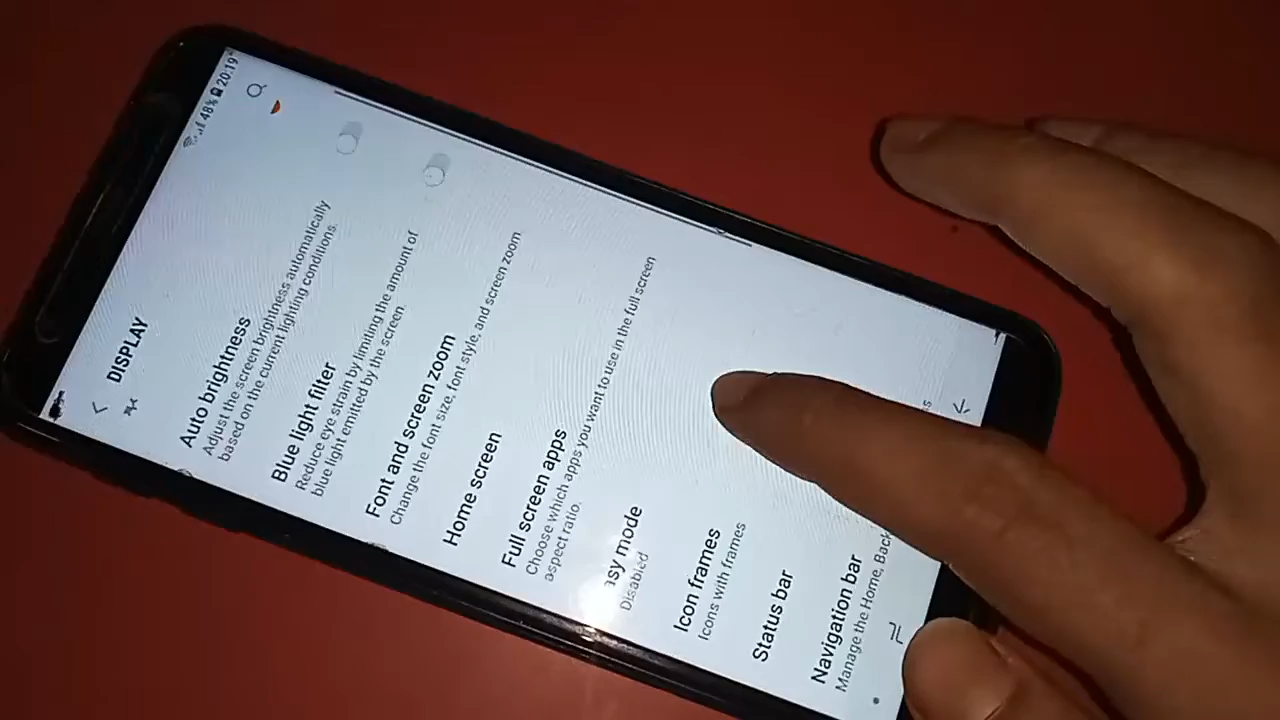 48% 20:19
DISPLAY
Auto brightness
Adjust the screen brightness automatically
based on the current lighting conditions.
Blue light filter
Reduce eye strain by limiting the amount of
blue light emitted by the screen.
Font and screen zoom
Change the font size, font style, and screen zoom
Home screen
Full screen apps
Choose which apps you want to use in the full screen
aspect ratio.
asy mode
Disabled
Icon frames
Icons with frames
Status bar
Navigation bar
Manage the Home, Back